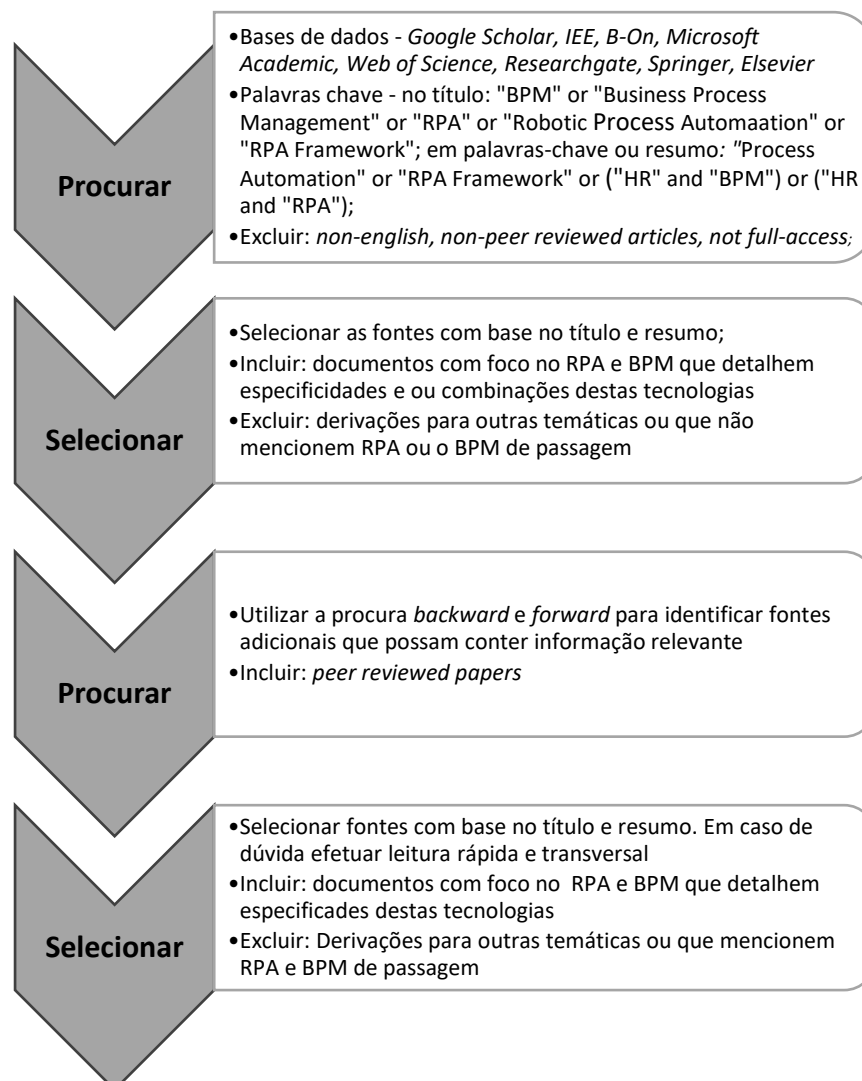 Procurar
•Bases de dados - Google Scholar, IEE, B-On, Microsoft
Academic, Web of Science, Researchgate, Springer, Elsevier
•Palavras chave - no título: "BPM" or "Business Process
Management" or "RPA" or "Robotic Process Automaation" or
"RPA Framework"; em palavras-chave ou resumo: "Process
Automation" or "RPA Framework" or ("HR" and "BPM") or ("HR
and "RPA");
•Excluir: non-english, non-peer reviewed articles, not full-access;
Selecionar
•Selecionar as fontes com base no título e resumo;
•Incluir: documentos com foco no RPA e BPM que detalhem
especificidades e ou combinações destas tecnologias
•Excluir: derivações para outras temáticas ou que não
mencionem RPA ou o BPM de passagem
Procurar
•Utilizar a procura backward e forward para identificar fontes
adicionais que possam conter informação relevante
•Incluir: peer reviewed papers
Selecionar
•Selecionar fontes com base no título e resumo. Em caso de
dúvida efetuar leitura rápida e transversal
•Incluir: documentos com foco no  RPA e BPM que detalhem
especificades destas tecnologias
•Excluir: Derivações para outras temáticas ou que mencionem
RPA e BPM de passagem